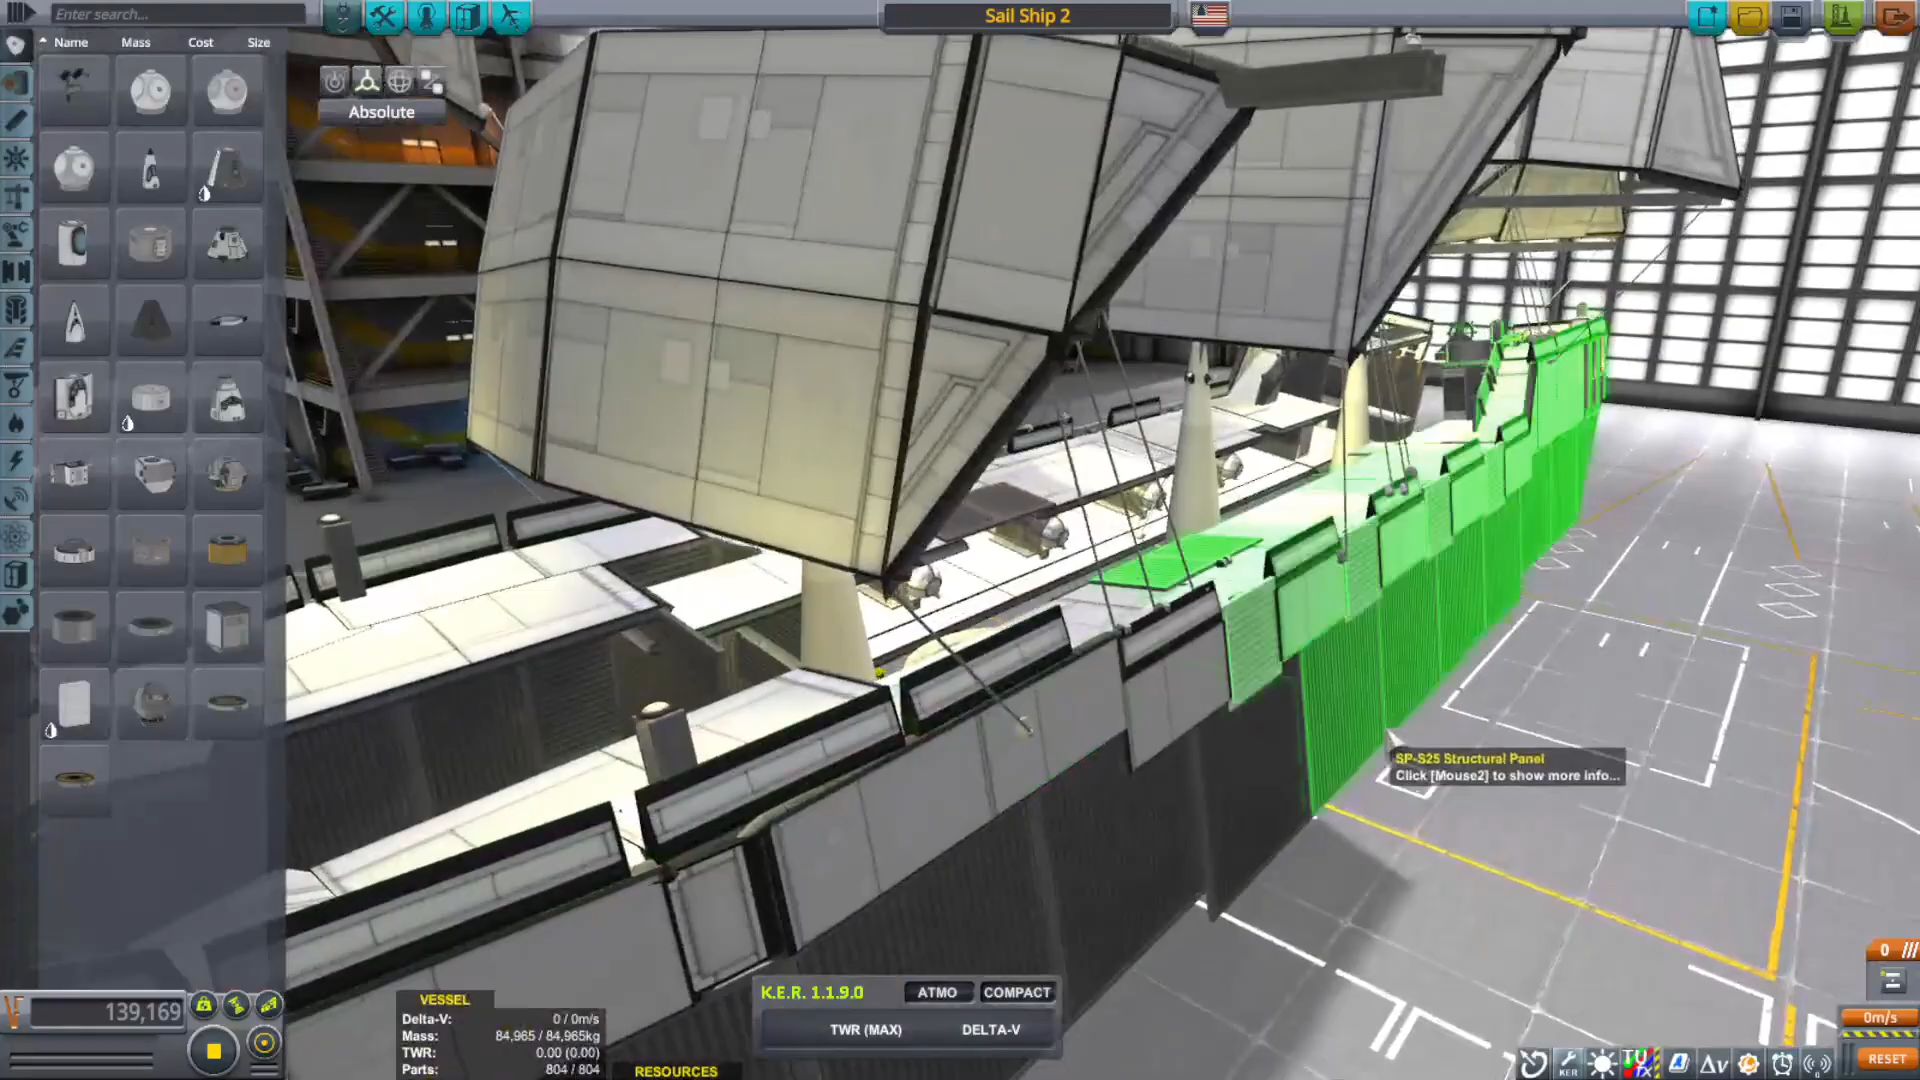 Enter search...
Sail Ship 2
Name Mass Cost Size
Absolute
SP-S25 Structural Panel
Click [Mouse2] to show more info...
139,169
VESSEL
Delta-V: 0 / 0m/s
Mass: 84,965 / 84,965kg
TWR: 0.00 (0.00)
Parts: 804 / 804
RESOURCES
K.E.R. 1.1.9.0 ATMO COMPACT
TWR (MAX) DELTA-V
0
0m/s
KER
TU
TX
Δv
RESET